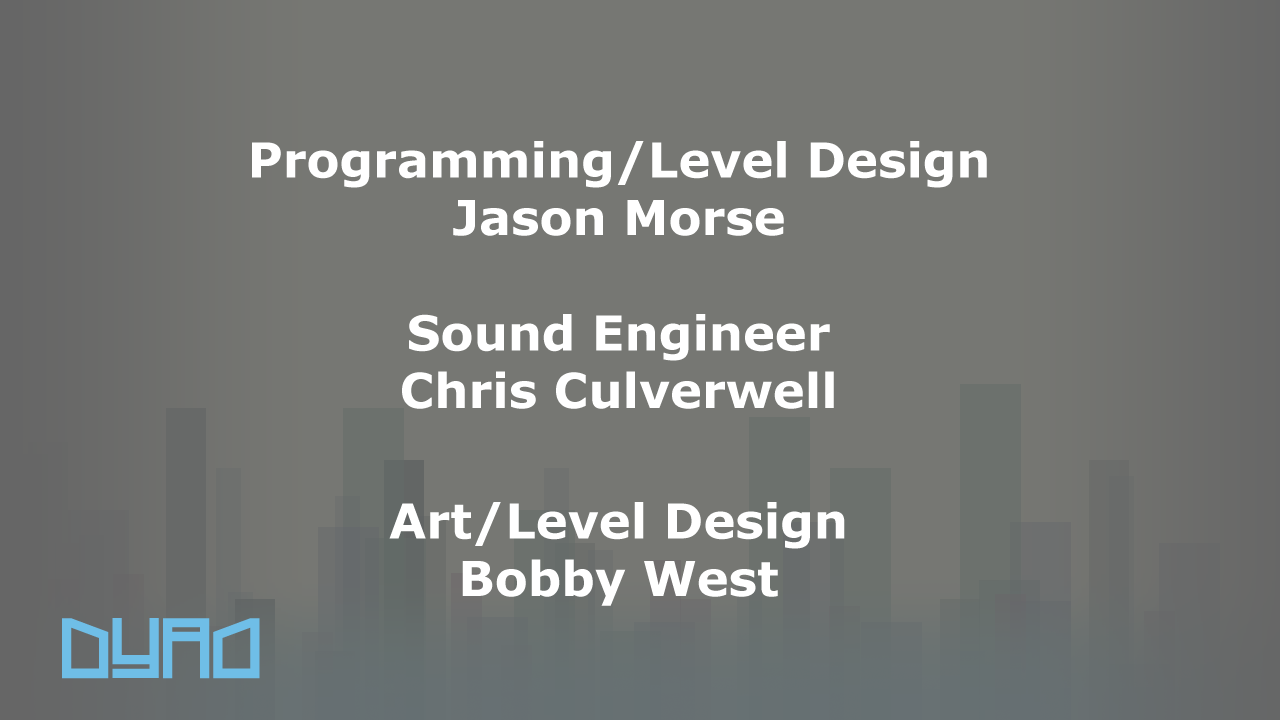 Programming/Level Design
Jason Morse
Sound Engineer
Chris Culverwell
Art/Level Design
Bobby West
DYAD